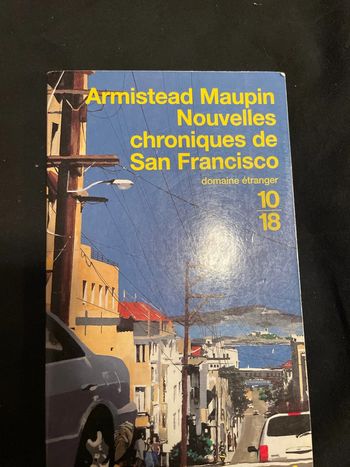 Armistead Maupin
Nouvelles
chroniques de
San Francisco
domaine étranger
10
18